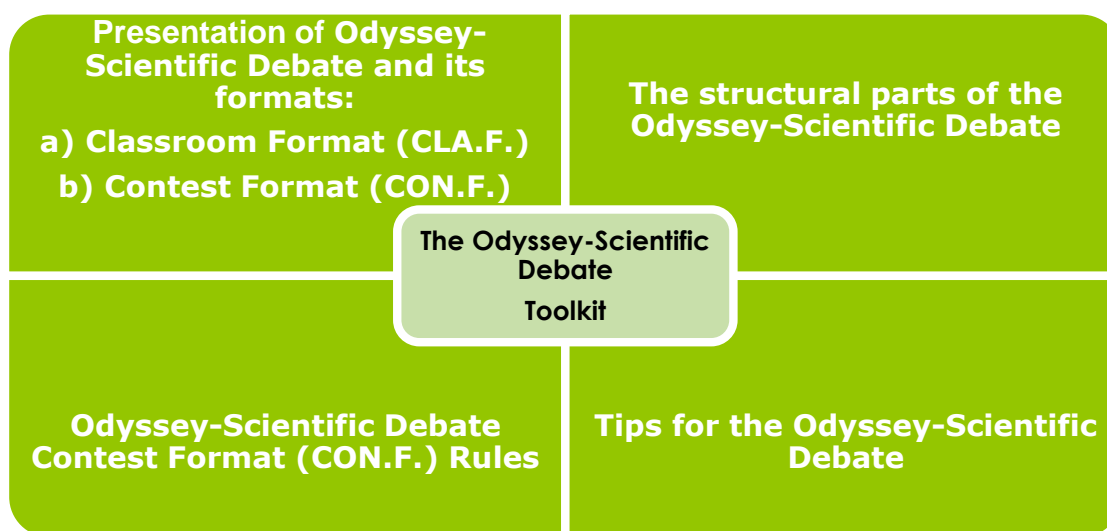 Presentation of Odyssey-
Scientific Debate and its
formats:
a) Classroom Format (CLA.F.)
b) Contest Format (CON.F.)
The structural parts of the
Odyssey-Scientific Debate
The Odyssey-Scientific
Debate
Toolkit
Odyssey-Scientific Debate
Contest Format (CON.F.) Rules
Tips for the Odyssey-Scientific
Debate